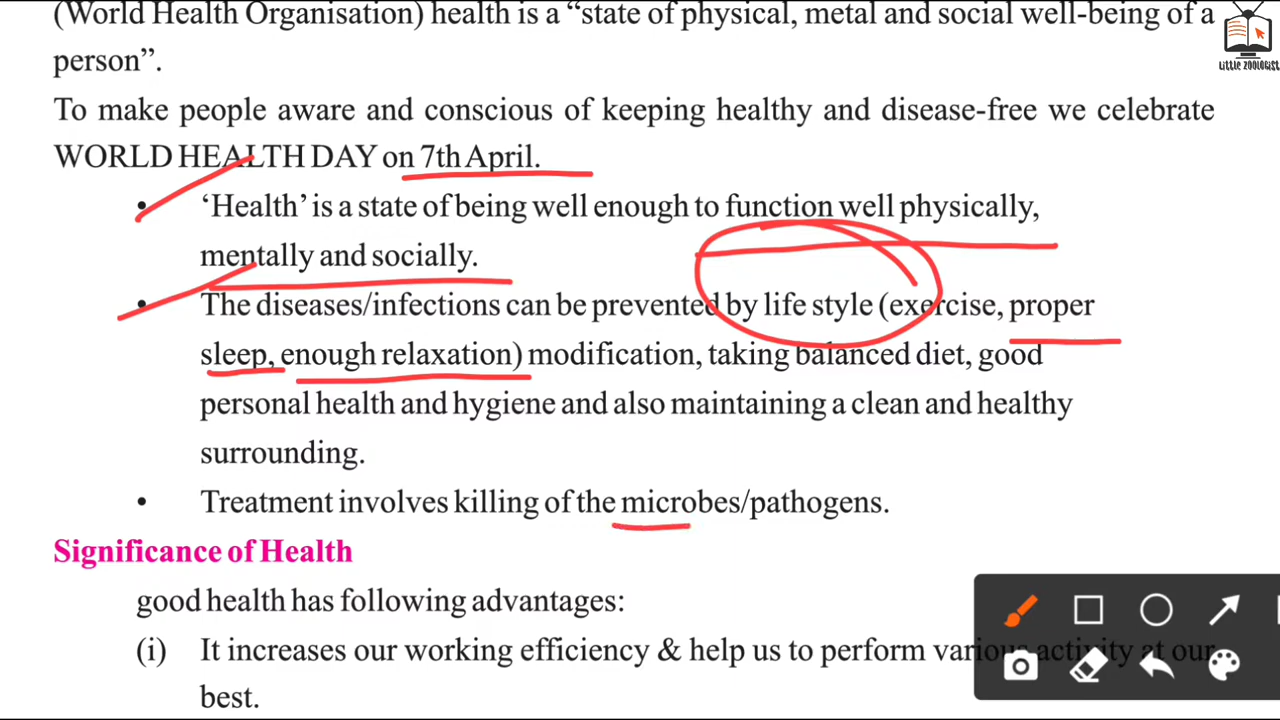 (World Health Organisation) health is a “state of physical, metal and social well-being of a
person”.
To make people aware and conscious of keeping healthy and disease-free we celebrate
WORLD HEALTH DAY on 7th April.
• ‘Health’ is a state of being well enough to function well physically,
mentally and socially.
• The diseases/infections can be prevented by life style (exercise, proper
sleep, enough relaxation) modification, taking balanced diet, good
personal health and hygiene and also maintaining a clean and healthy
surrounding.
• Treatment involves killing of the microbes/pathogens.
Significance of Health
good health has following advantages:
(i) It increases our working efficiency & help us to perform various activity at our
best.
LITTLE ZOOLOGIST